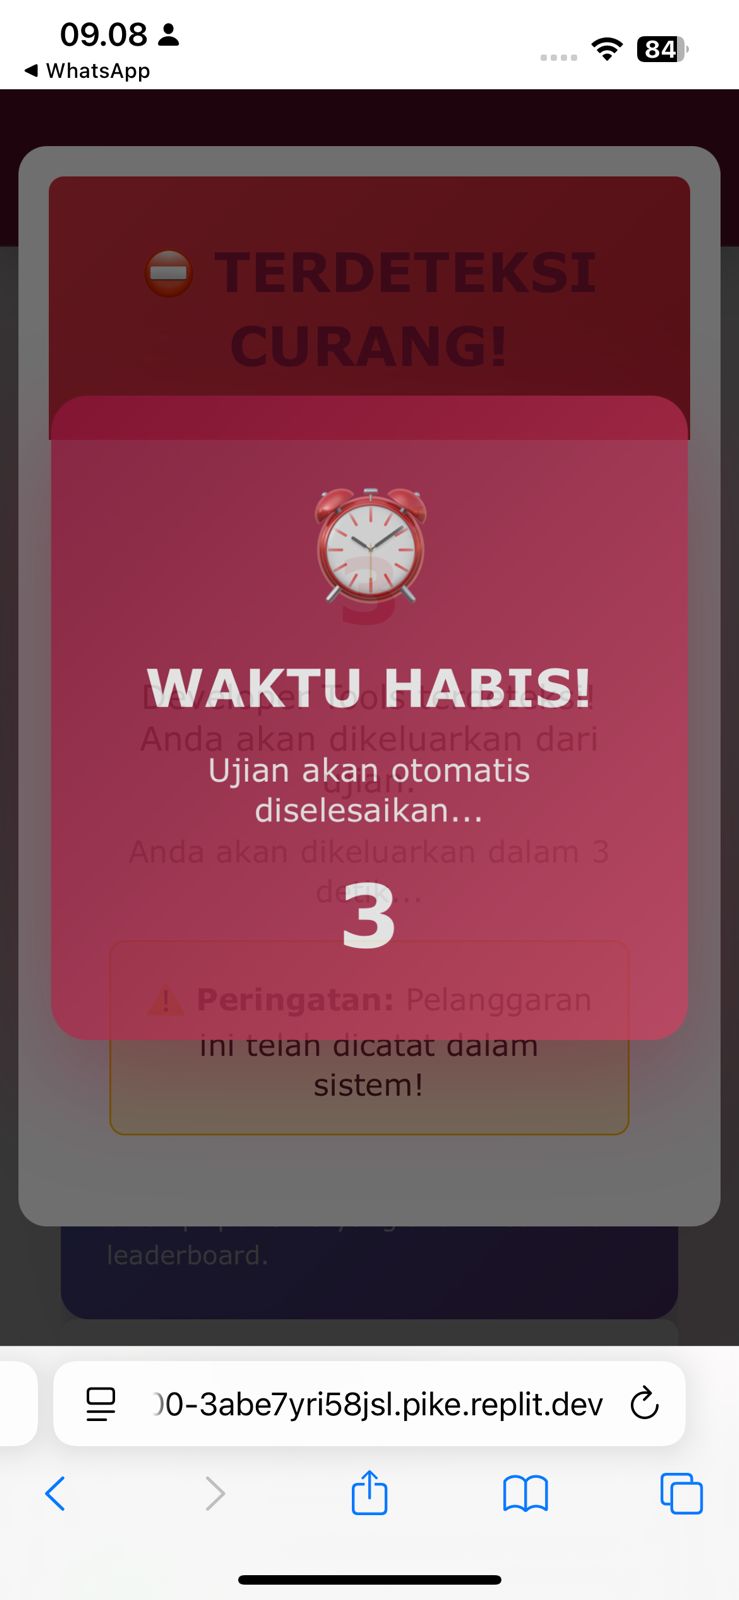 09.08
WhatsApp
84
TERDETEKSI
CURANG!
3
WAKTU HABIS!
Developer Tools terdeteksi!
Anda akan dikeluarkan dari
ujian.
Ujian akan otomatis
diselesaikan...
Anda akan dikeluarkan dalam 3
detik...
3
Peringatan: Pelanggaran
ini telah dicatat dalam
sistem!
leaderboard.
0-3abe7yri58jsl.pike.replit.dev